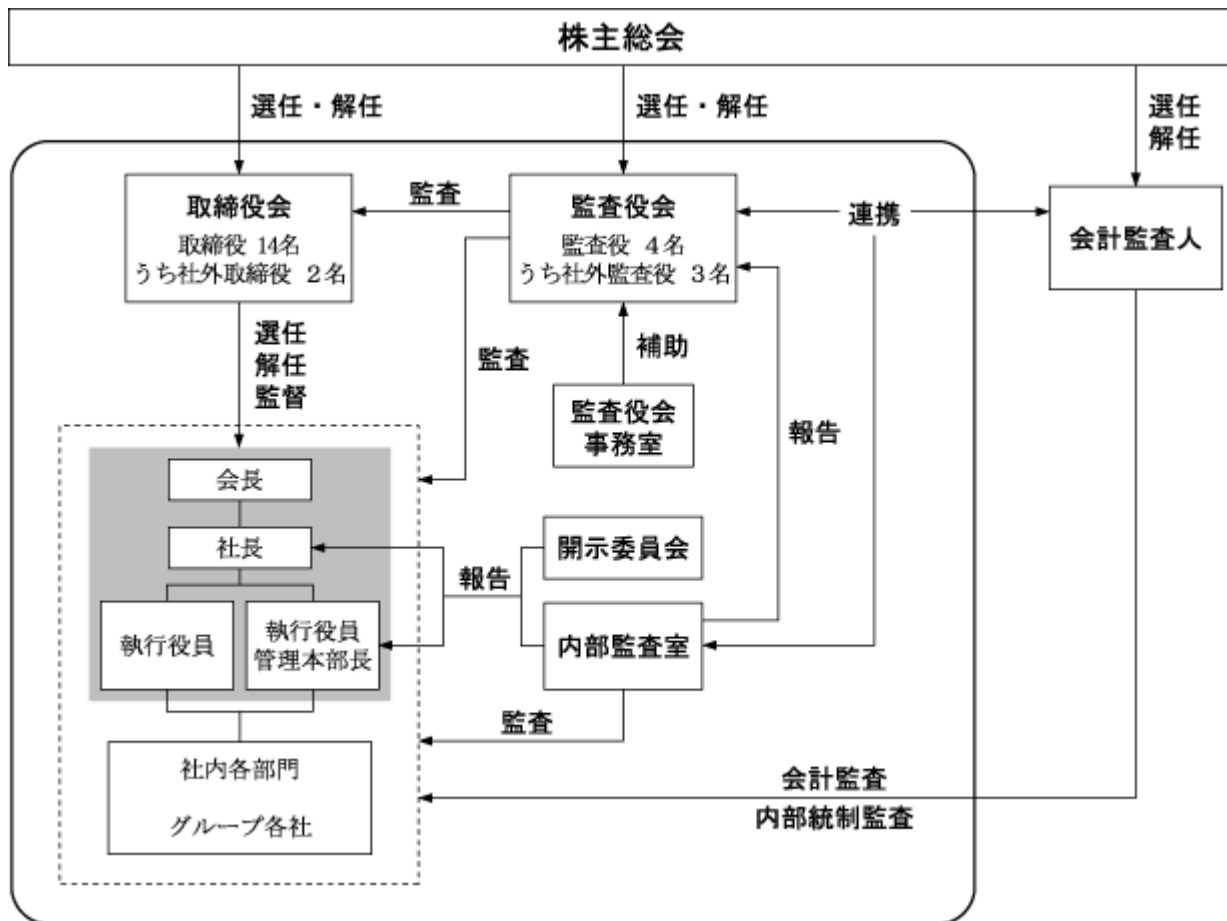 株主総会
選任・解任
選任・解任
選任
解任
取締役会
取締役 14名
うち社外取締役 2名
監査
監査役会
監査役 4名
うち社外監査役 3名
連携
会計監査人
選任
解任
監督
監査
補助
監査役会
事務室
報告
会長
社長
執行役員
執行役員
管理本部長
報告
開示委員会
内部監査室
監査
社内各部門
グループ各社
会計監査
内部統制監査